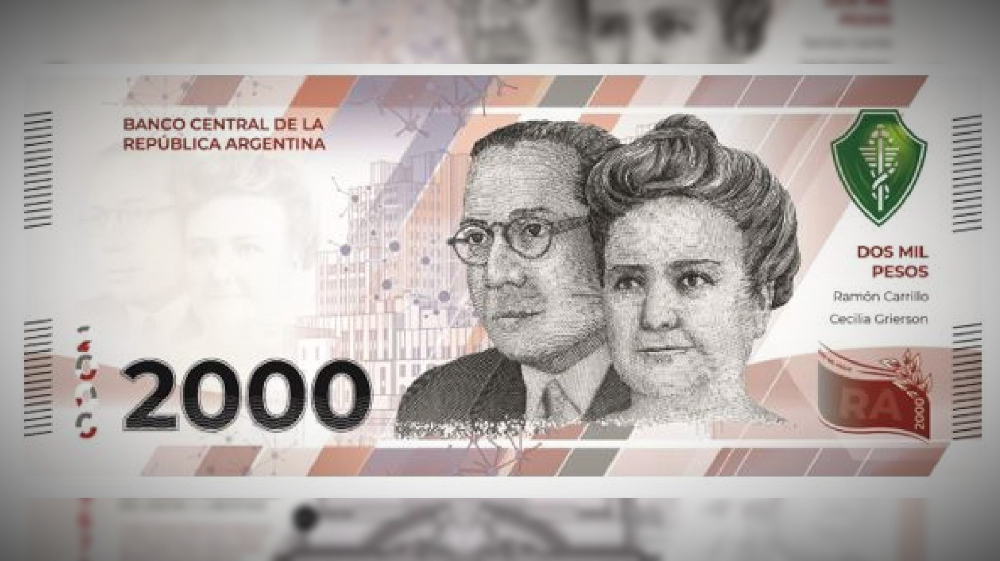 BANCO CENTRAL DE LA
REPÚBLICA ARGENTINA
DOS MIL
PESOS
Ramón Carrillo
Cecilia Grierson
2000
RA
2000